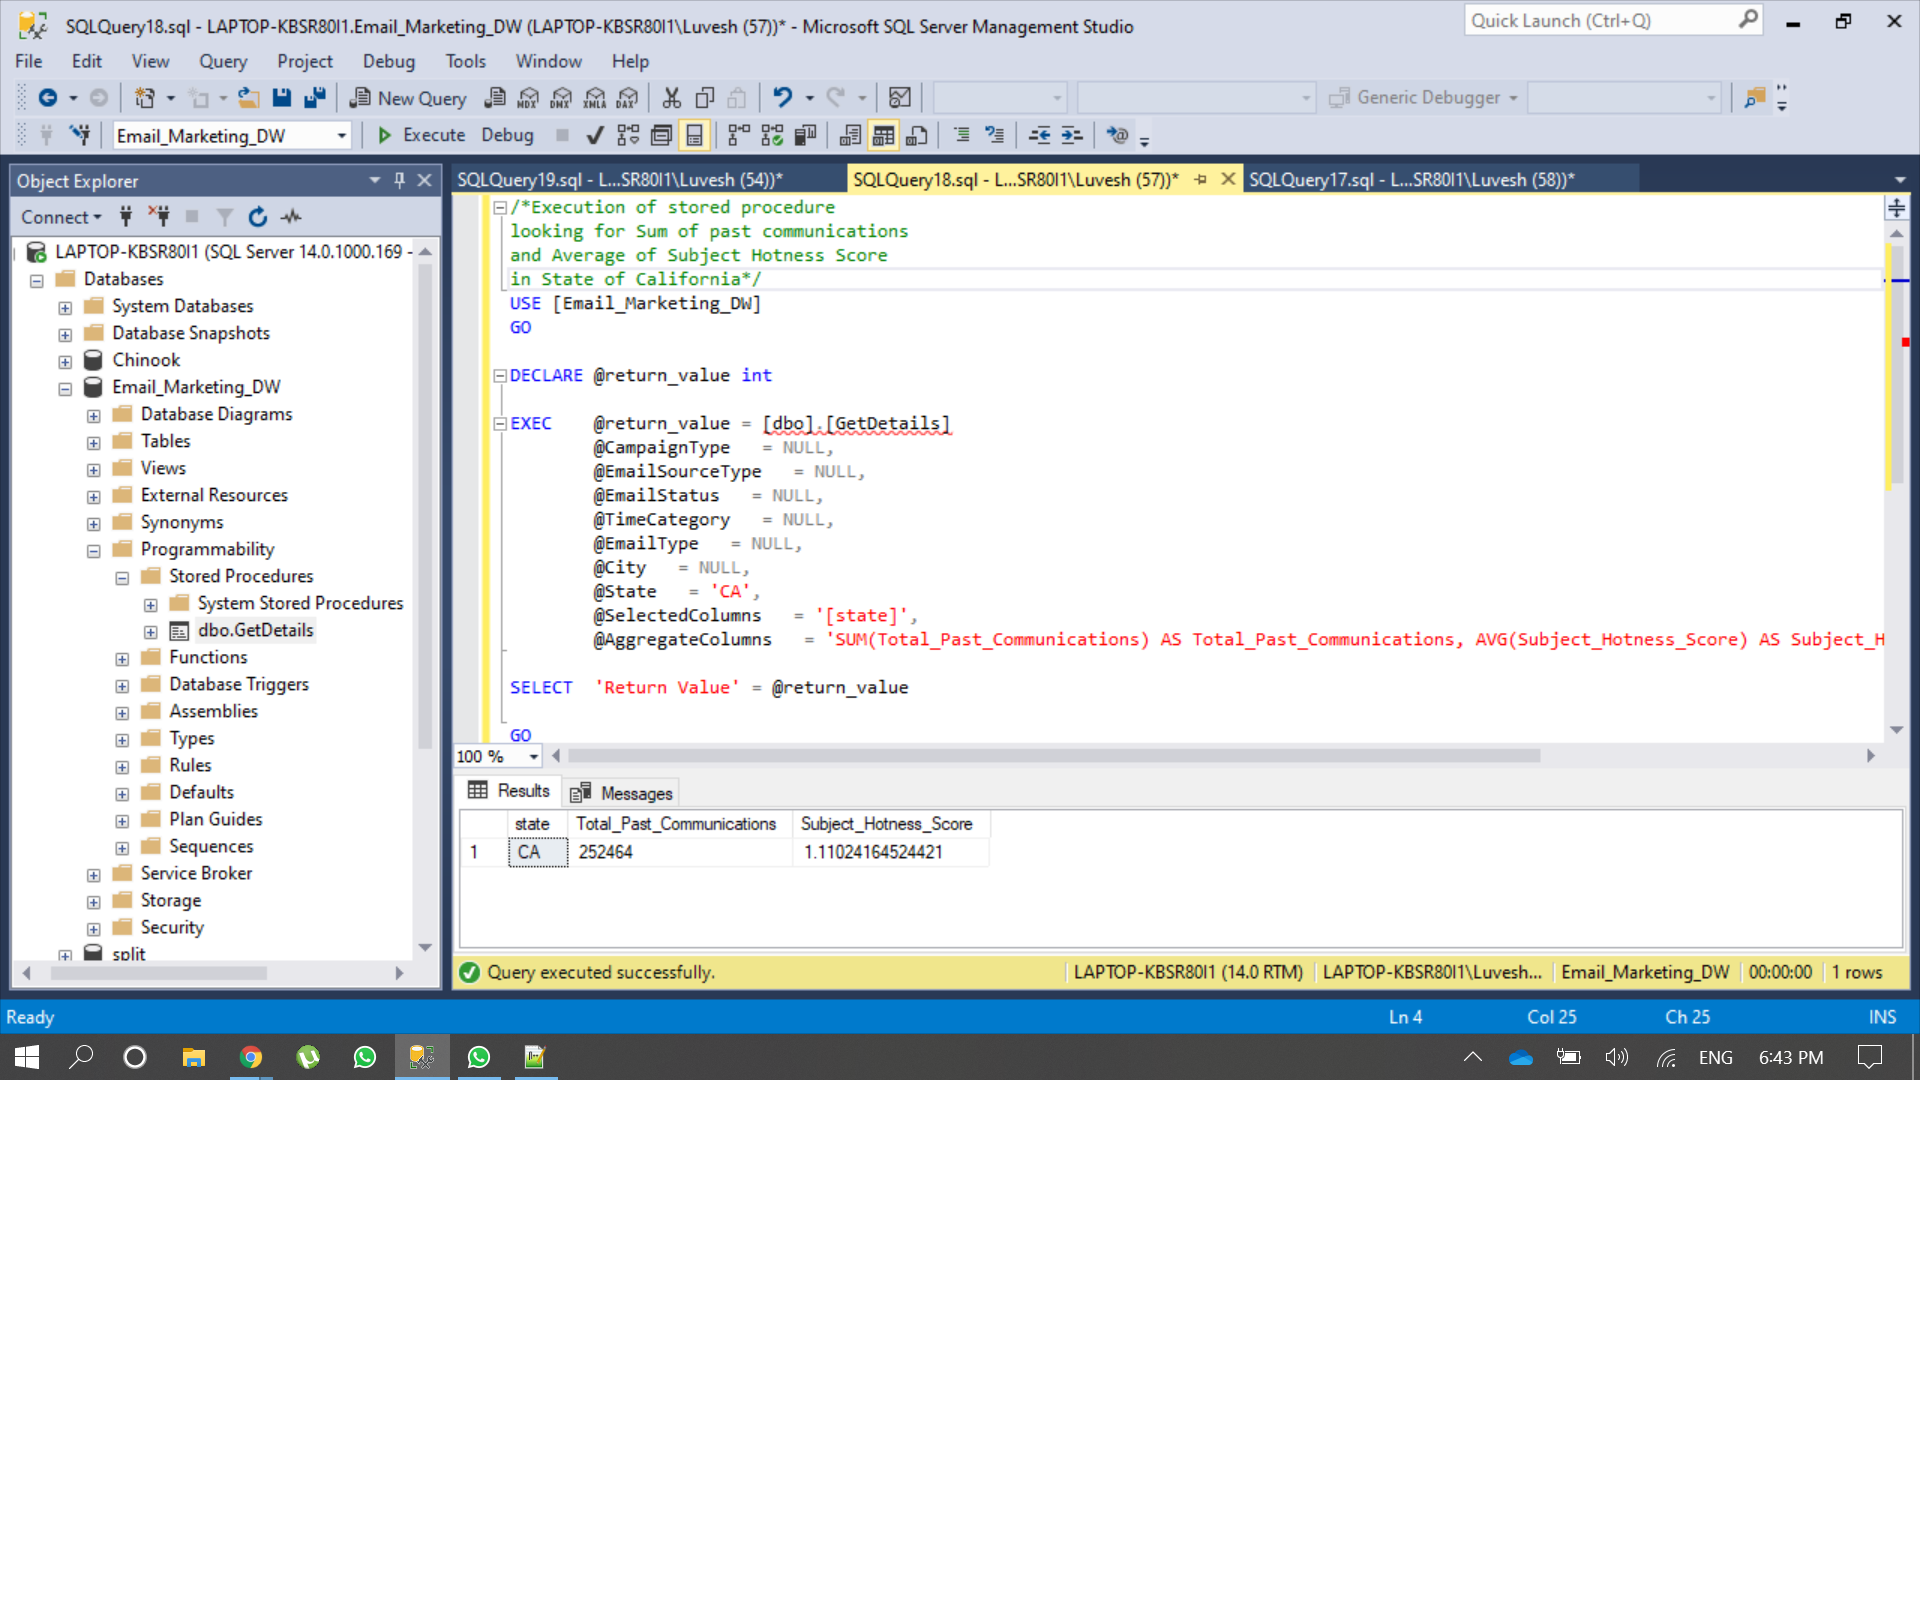 SQLQuery18.sql - LAPTOP-KBSR80I1.Email_Marketing_DW (LAPTOP-KBSR80I1\Luvesh (57))* - Microsoft SQL Server Management Studio
Quick Launch (Ctrl+Q)
File Edit View Query Project Debug Tools Window Help
New Query MDX DMX XMLA DAX Generic Debugger
Email_Marketing_DW Execute Debug
Object Explorer
Connect
LAPTOP-KBSR80I1 (SQL Server 14.0.1000.169 -
Databases
System Databases
Database Snapshots
Chinook
Email_Marketing_DW
Database Diagrams
Tables
Views
External Resources
Synonyms
Programmability
Stored Procedures
System Stored Procedures
dbo.GetDetails
Functions
Database Triggers
Assemblies
Types
Rules
Defaults
Plan Guides
Sequences
Service Broker
Storage
Security
split
SQLQuery19.sql - L...SR80I1\Luvesh (54))* SQLQuery18.sql - L...SR80I1\Luvesh (57))* SQLQuery17.sql - L...SR80I1\Luvesh (58))*
/*Execution of stored procedure
looking for Sum of past communications
and Average of Subject Hotness Score
in State of California*/
USE [Email_Marketing_DW]
GO
DECLARE @return_value int
EXEC @return_value = [dbo].[GetDetails]
@CampaignType = NULL,
@EmailSourceType = NULL,
@EmailStatus = NULL,
@TimeCategory = NULL,
@EmailType = NULL,
@City = NULL,
@State = 'CA',
@SelectedColumns = '[state]',
@AggregateColumns = 'SUM(Total_Past_Communications) AS Total_Past_Communications, AVG(Subject_Hotness_Score) AS Subject_H
SELECT 'Return Value' = @return_value
GO
100 %
Results Messages
state Total_Past_Communications Subject_Hotness_Score
1 CA 252464 1.11024164524421
Query executed successfully. LAPTOP-KBSR80I1 (14.0 RTM) LAPTOP-KBSR80I1\Luvesh... Email_Marketing_DW 00:00:00 1 rows
Ready Ln 4 Col 25 Ch 25 INS
ENG 6:43 PM